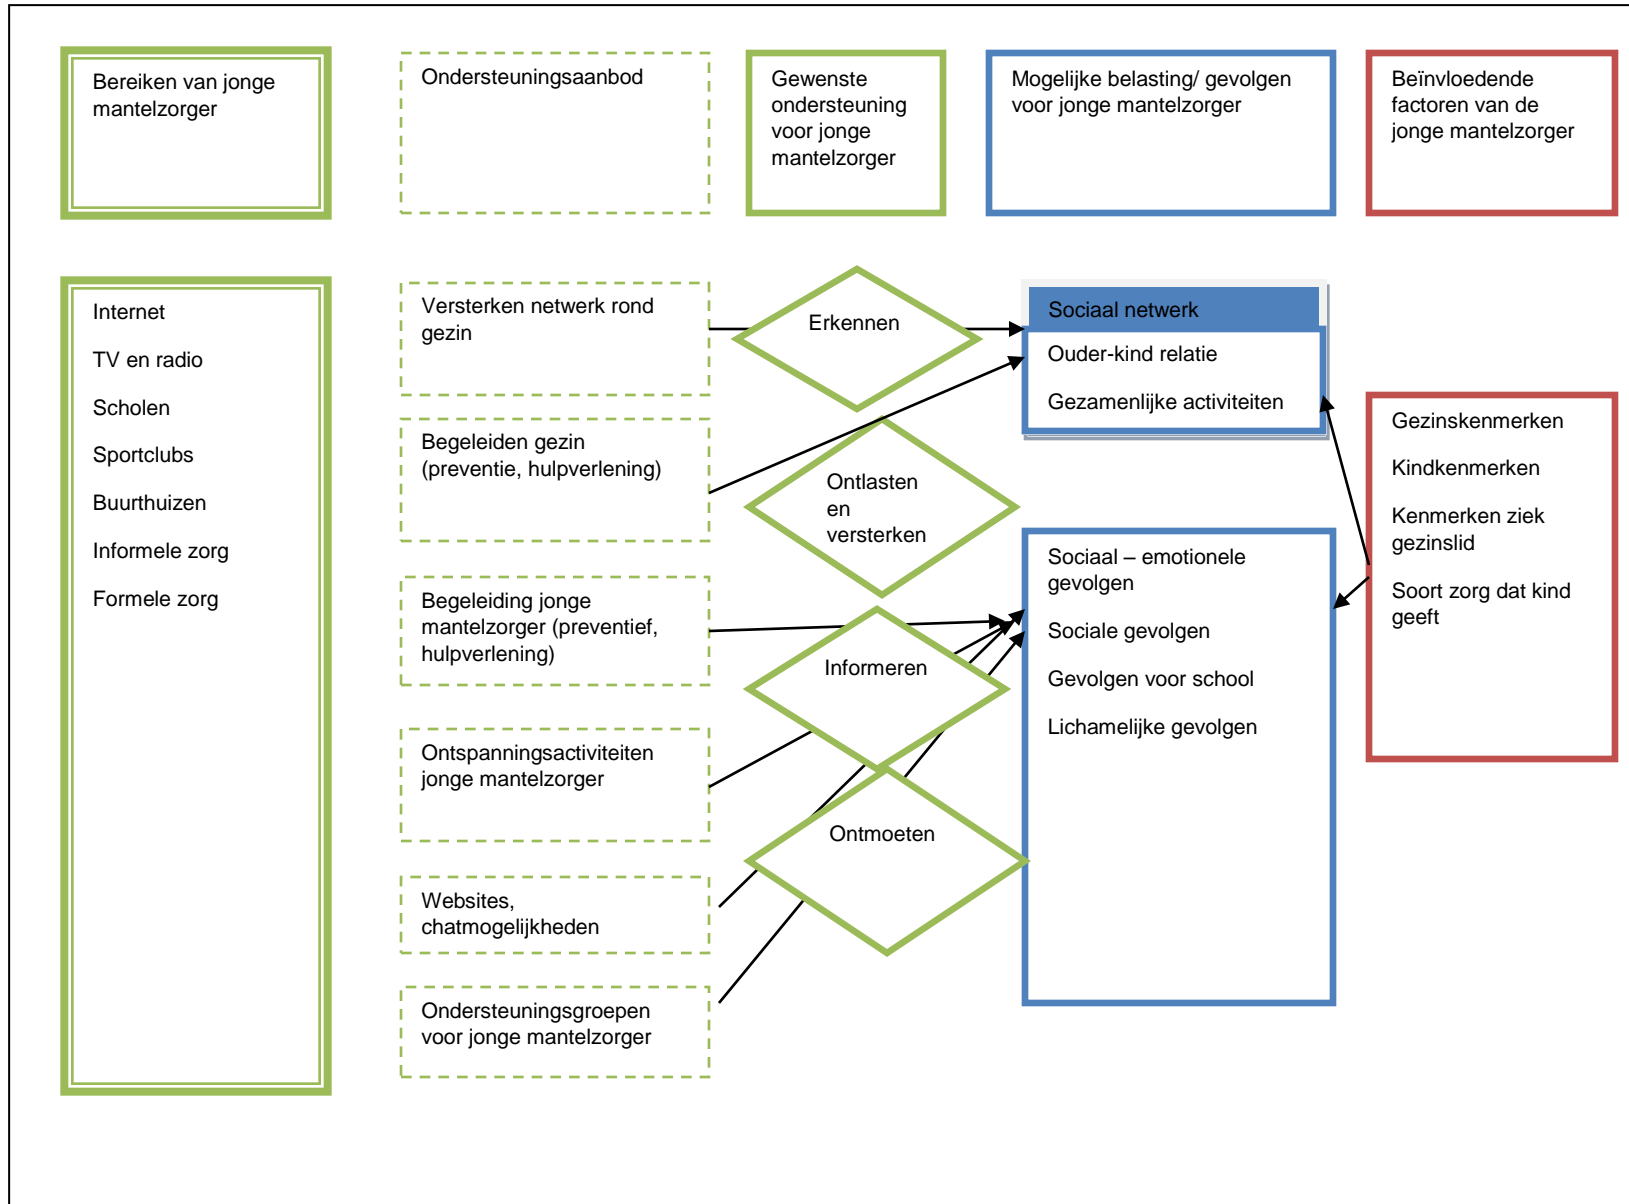 Bereiken van jonge
mantelzorger
Ondersteuningsaanbod
Gewenste
ondersteuning
voor jonge
mantelzorger
Mogelijke belasting/ gevolgen
voor jonge mantelzorger
Beïnvloedende
factoren van de
jonge mantelzorger
Internet
TV en radio
Scholen
Sportclubs
Buurthuizen
Informele zorg
Formele zorg
Versterken netwerk rond
gezin
Begeleiden gezin
(preventie, hulpverlening)
Begeleiding jonge
mantelzorger (preventief,
hulpverlening)
Ontspanningsactiviteiten
jonge mantelzorger
Websites,
chatmogelijkheden
Ondersteuningsgroepen
voor jonge mantelzorger
Erkennen
Ontlasten
en
versterken
Informeren
Ontmoeten
Sociaal netwerk
Ouder-kind relatie
Gezamenlijke activiteiten
Sociaal – emotionele
gevolgen
Sociale gevolgen
Gevolgen voor school
Lichamelijke gevolgen
Gezinskenmerken
Kindkenmerken
Kenmerken ziek
gezinslid
Soort zorg dat kind
geeft